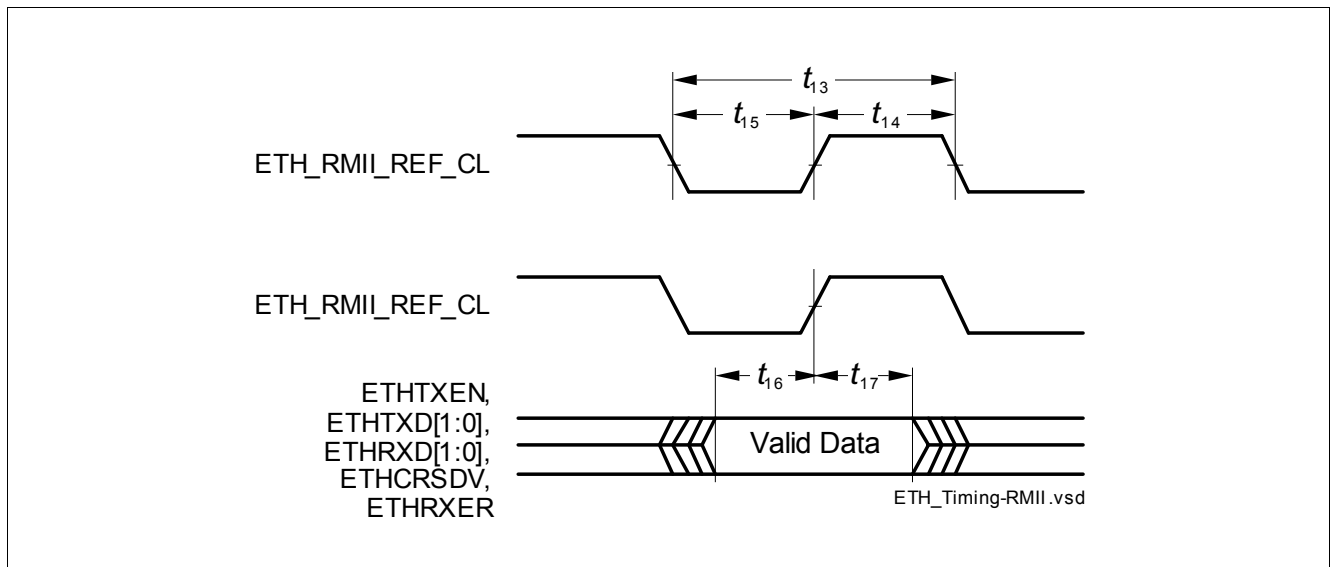 t13
t15
t14
ETH_RMII_REF_CL
ETH_RMII_REF_CL
t16
t17
ETHTXEN,
ETHTXD[1:0],
ETHRXD[1:0],
ETHCRSDV,
ETHRXER
Valid Data
ETH_Timing-RMII.vsd